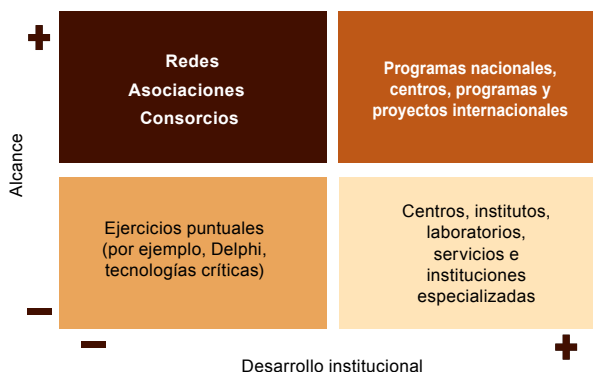 +
Redes
Asociaciones
Consorcios
Programas nacionales,
centros, programas y
proyectos internacionales
Alcance
Ejercicios puntuales
(por ejemplo, Delphi,
tecnologías críticas)
Centros, institutos,
laboratorios,
servicios e
instituciones
especializadas
–
–
+
Desarrollo institucional